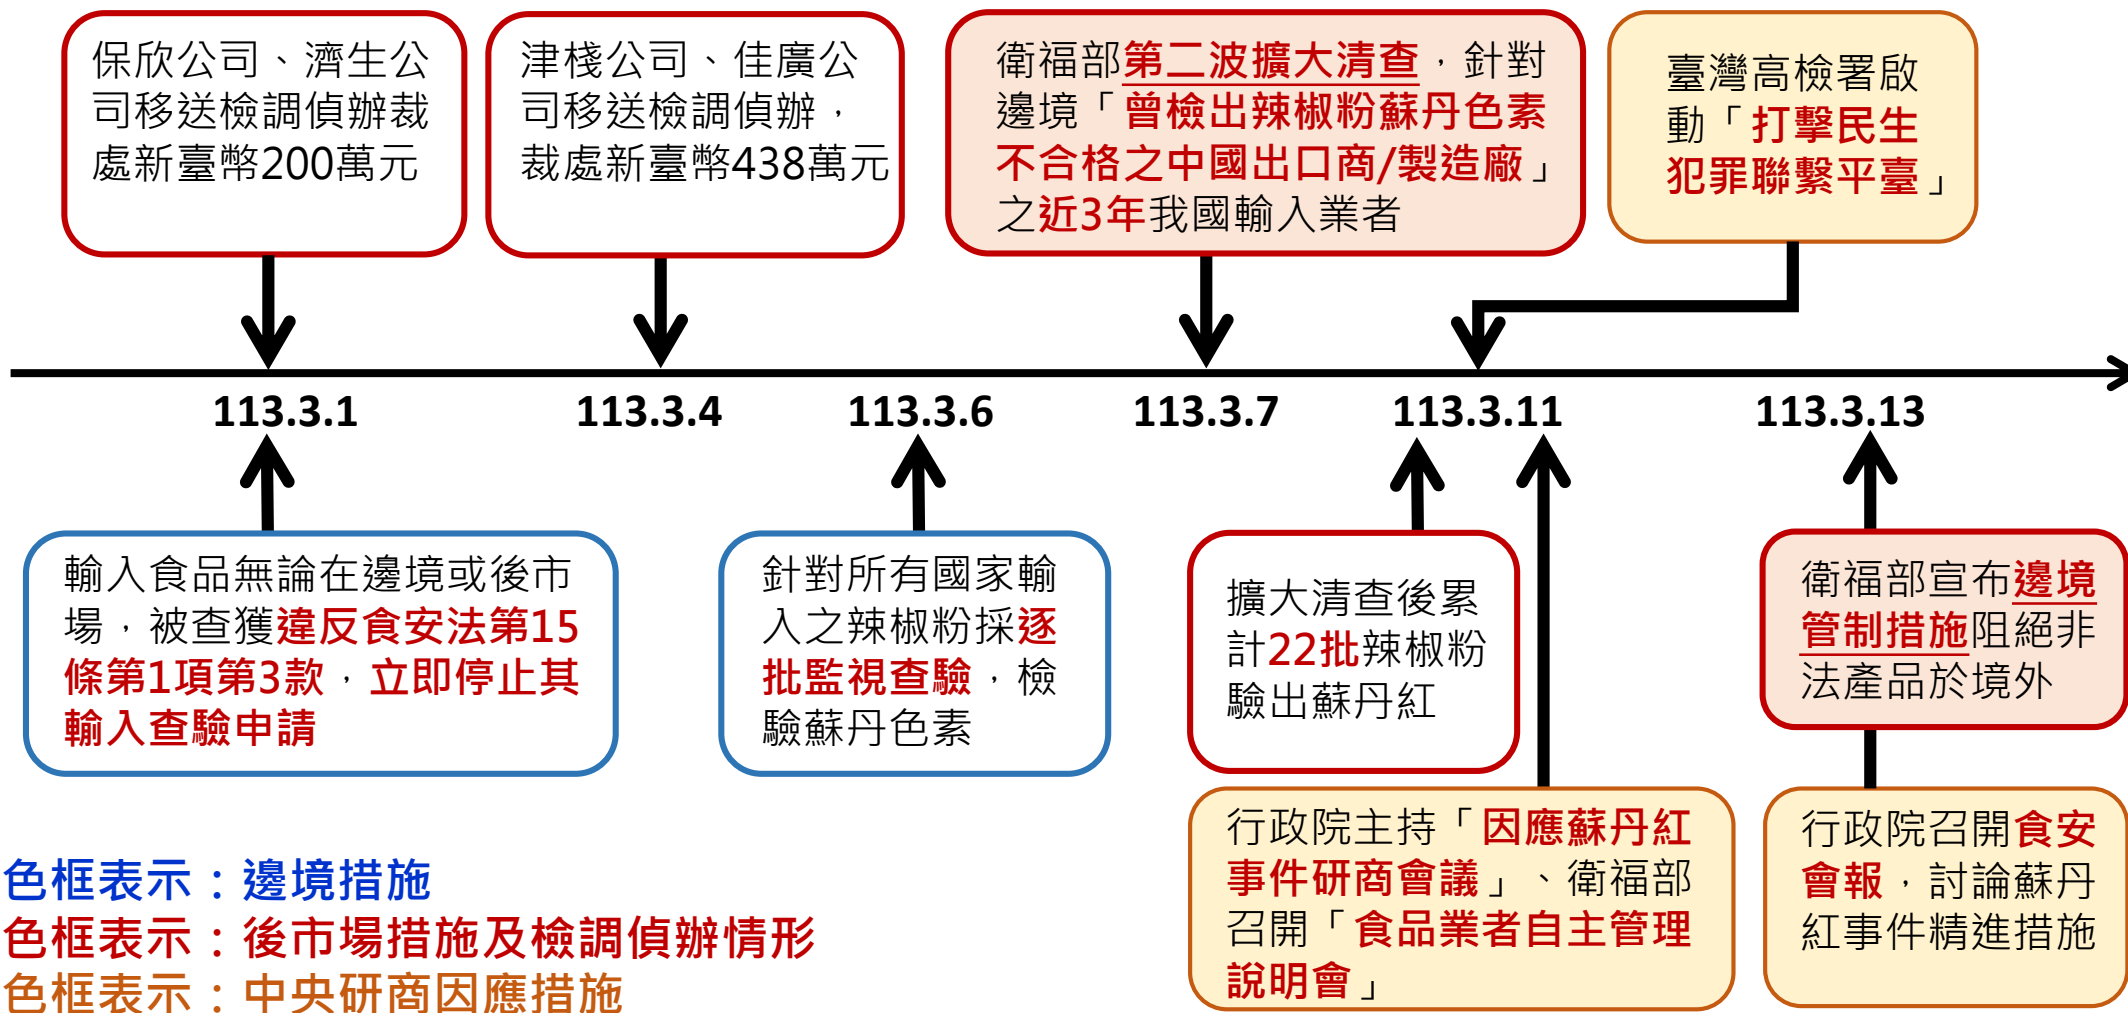 保欣公司、濟生公
司移送檢調偵辦裁
處新臺幣200萬元
津棧公司、佳廣公
司移送檢調偵辦，
裁處新臺幣438萬元
衛福部第二波擴大清查，針對
邊境「曾檢出辣椒粉蘇丹色素
不合格之中國出口商/製造廠」
之近3年我國輸入業者
臺灣高檢署啟
動「打擊民生
犯罪聯繫平臺」
113.3.1
113.3.4
113.3.6
113.3.7
113.3.11
113.3.13
輸入食品無論在邊境或後市
場，被查獲違反食安法第15
條第1項第3款，立即停止其
輸入查驗申請
針對所有國家輸
入之辣椒粉採逐
批監視查驗，檢
驗蘇丹色素
擴大清查後累
計22批辣椒粉
驗出蘇丹紅
衛福部宣布邊境
管制措施阻絕非
法產品於境外
行政院主持「因應蘇丹紅
事件研商會議」、衛福部
召開「食品業者自主管理
說明會」
行政院召開食安
會報，討論蘇丹
紅事件精進措施
色框表示：邊境措施
色框表示：後市場措施及檢調偵辦情形
色框表示：中央研商因應措施